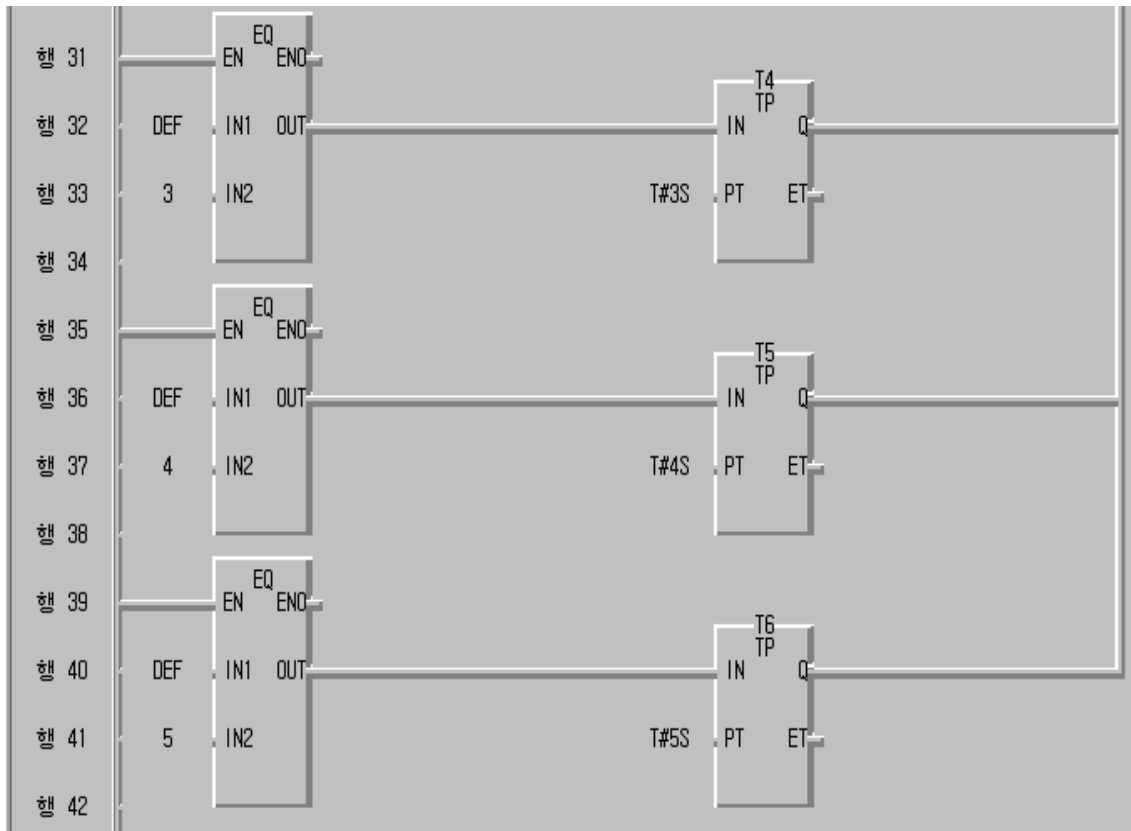 EQ
행 31 EN ENO
T4
TP
행 32 DEF IN1 OUT IN Q
행 33 3 IN2 T#3S PT ET
행 34
EQ
행 35 EN ENO
T5
TP
행 36 DEF IN1 OUT IN Q
행 37 4 IN2 T#4S PT ET
행 38
EQ
행 39 EN ENO
T6
TP
행 40 DEF IN1 OUT IN Q
행 41 5 IN2 T#5S PT ET
행 42